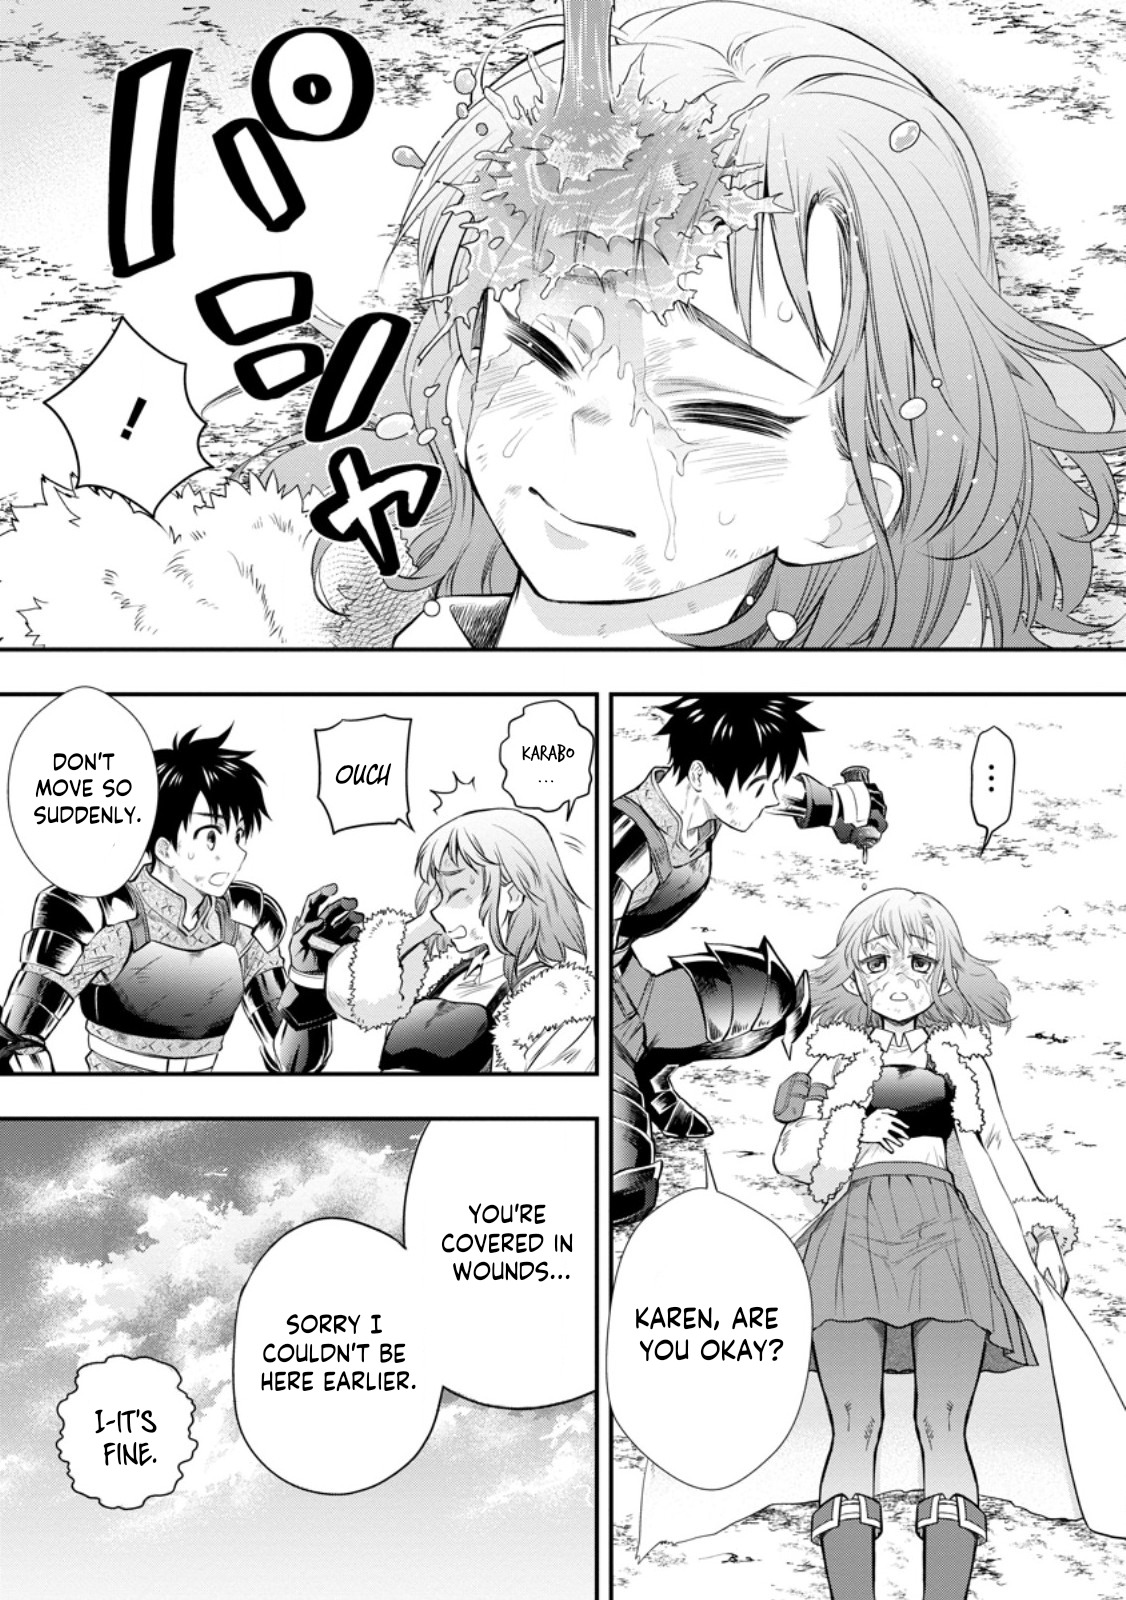 パシャ
!
…
KAREN, ARE
YOU OKAY?
KARABO
...
OUCH
DON'T
MOVE SO
SUDDENLY.
YOU'RE
COVERED IN
WOUNDS...
SORRY I
COULDN'T BE
HERE EARLIER.
I-IT'S
FINE.